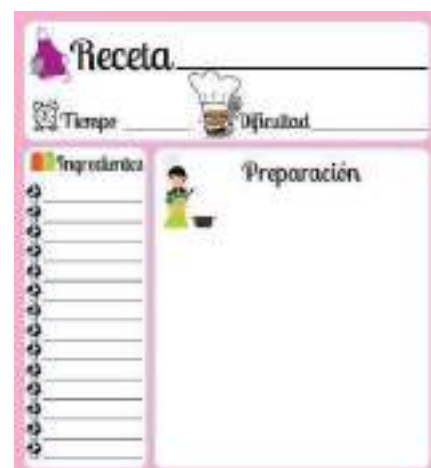 Receta
Tiempo Dificultad
Ingredientes
Preparación